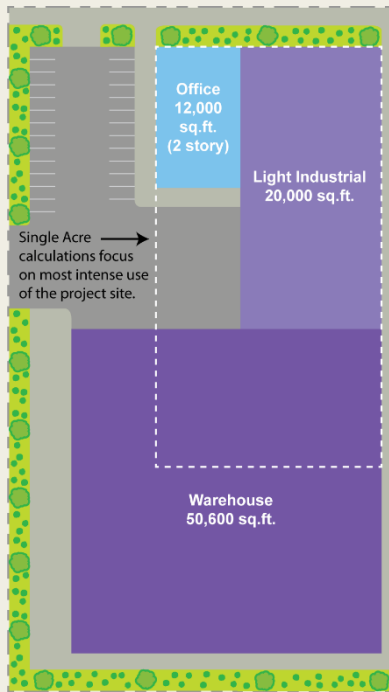 Office
12,000
sq.ft.
(2 story)
Light Industrial
20,000 sq.ft.
Single Acre
calculations focus
on most intense use
of the project site.
Warehouse
50,600 sq.ft.